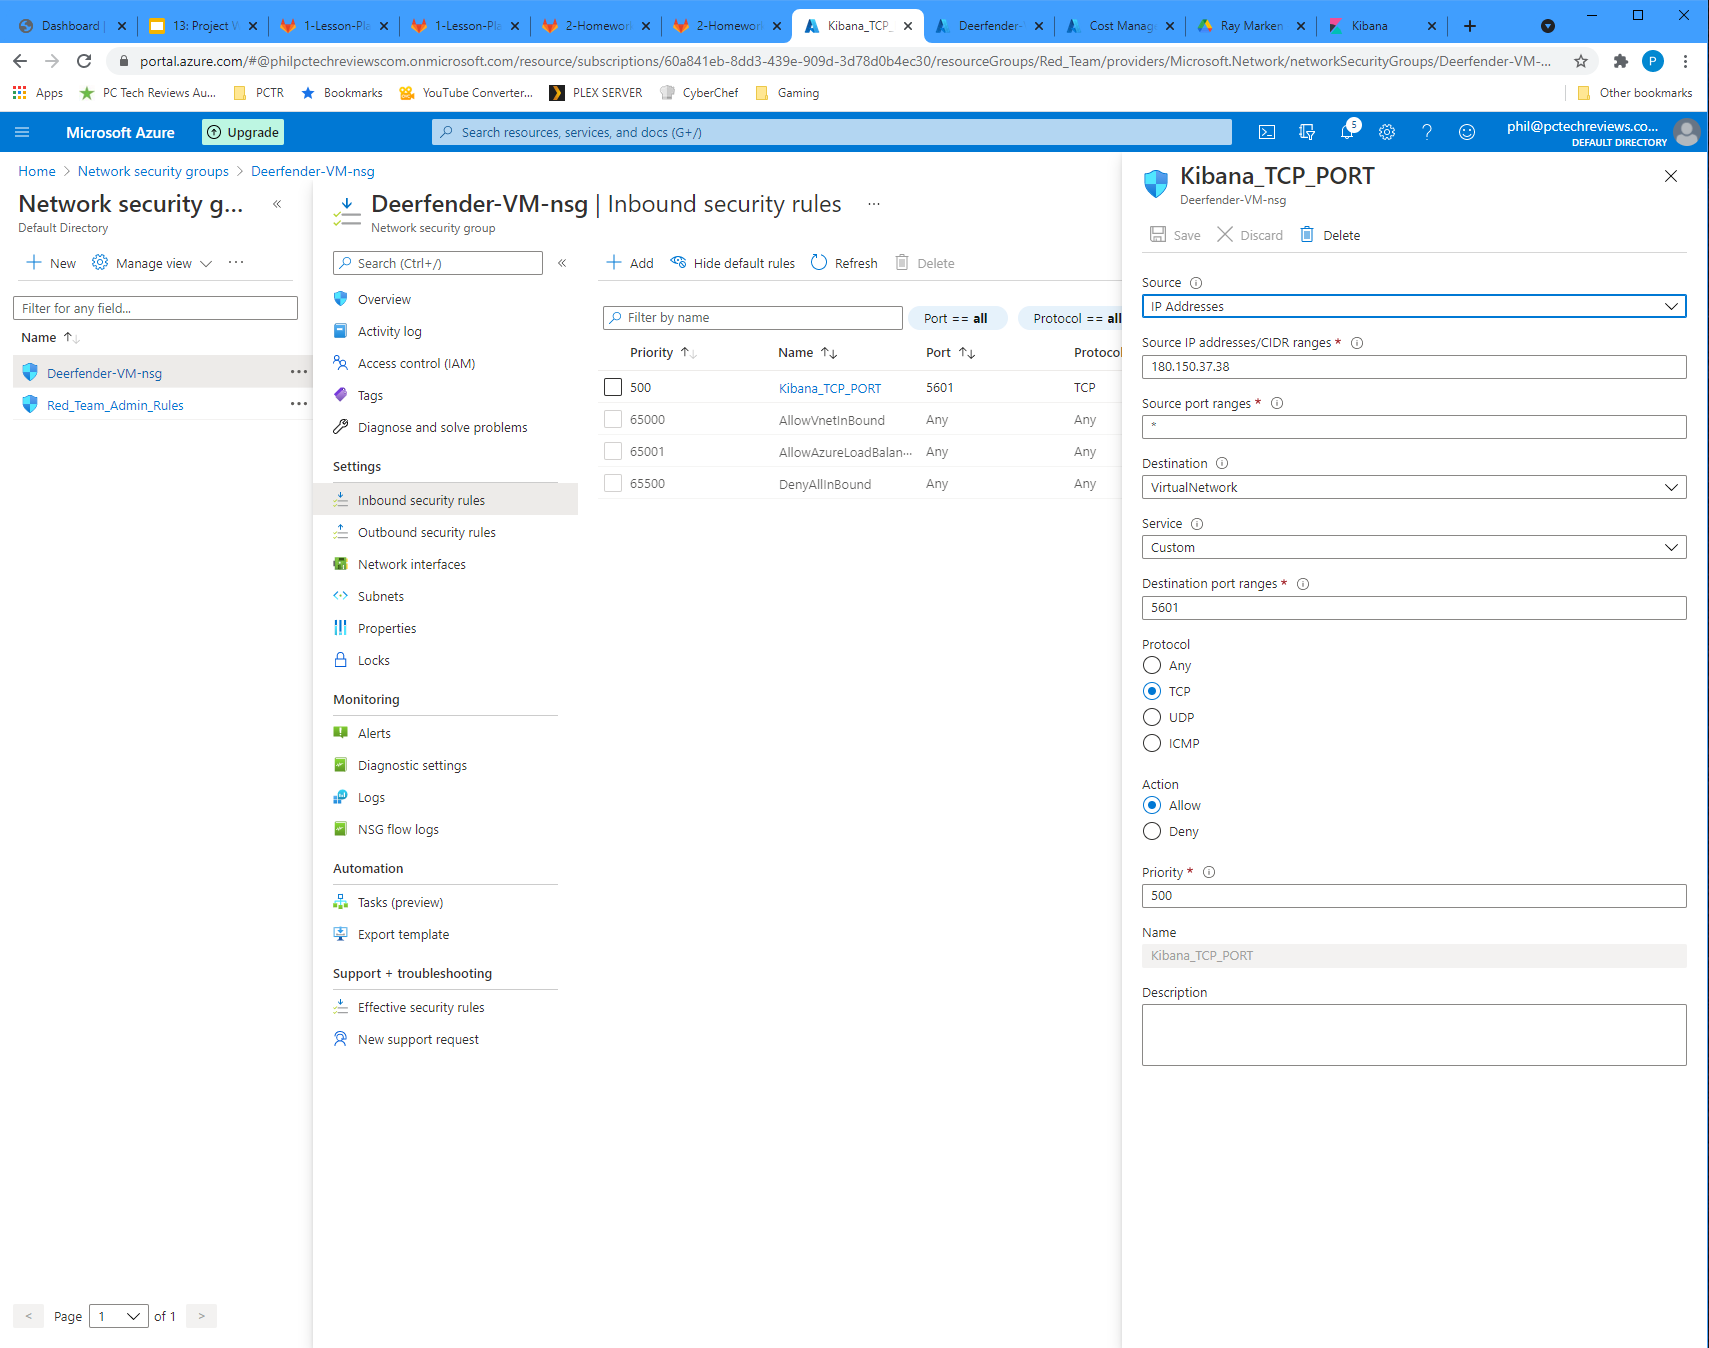 Dashboard |
13: Project W
1-Lesson-Pla
1-Lesson-Pla
2-Homework
2-Homework
Kibana_TCP_
Deerfender-
Cost Manage
Ray Marken
Kibana
portal.azure.com/#@philpctechreviewscom.onmicrosoft.com/resource/subscriptions/60a841eb-8dd3-439e-909d-3d78d0b4ec30/resourceGroups/Red_Team/providers/Microsoft.Network/networkSecurityGroups/Deerfender-VM-...
P
Apps
PC Tech Reviews Au...
PCTR
Bookmarks
YouTube Converter...
PLEX SERVER
CyberChef
Gaming
Other bookmarks
Microsoft Azure
Upgrade
Search resources, services, and docs (G+/)
5
phil@pctechreviews.co...
DEFAULT DIRECTORY
Home > Network security groups > Deerfender-VM-nsg
Network security g...
Default Directory
New
Manage view
Filter for any field...
Name
Deerfender-VM-nsg
Red_Team_Admin_Rules
< Page 1 of 1 >
Deerfender-VM-nsg | Inbound security rules ...
Network security group
Search (Ctrl+/)
Overview
Activity log
Access control (IAM)
Tags
Diagnose and solve problems
Settings
Inbound security rules
Outbound security rules
Network interfaces
Subnets
Properties
Locks
Monitoring
Alerts
Diagnostic settings
Logs
NSG flow logs
Automation
Tasks (preview)
Export template
Support + troubleshooting
Effective security rules
New support request
Add
Hide default rules
Refresh
Delete
Filter by name
Port == all
Protocol == all
Priority Name Port Protocol
500 Kibana_TCP_PORT 5601 TCP
65000 AllowVnetInBound Any Any
65001 AllowAzureLoadBalan... Any Any
65500 DenyAllInBound Any Any
Kibana_TCP_PORT
Deerfender-VM-nsg
Save
Discard
Delete
Source
IP Addresses
Source IP addresses/CIDR ranges *
180.150.37.38
Source port ranges *
*
Destination
VirtualNetwork
Service
Custom
Destination port ranges *
5601
Protocol
Any
TCP
UDP
ICMP
Action
Allow
Deny
Priority *
500
Name
Kibana_TCP_PORT
Description